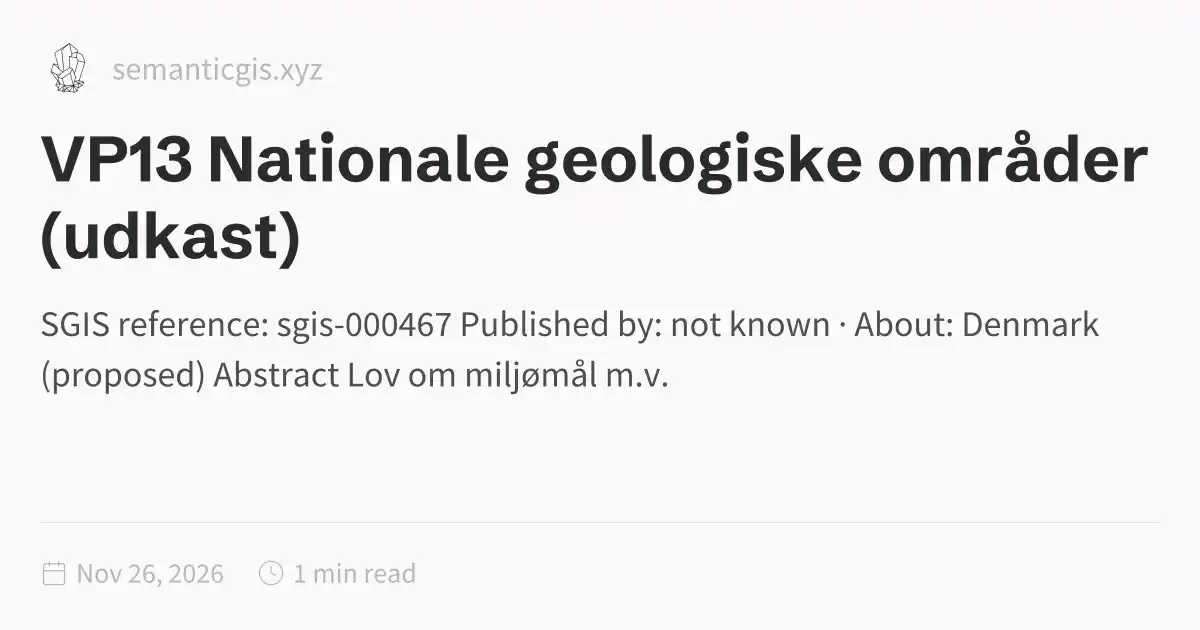 semanticgis.xyz
VP13 Nationale geologiske områder
(udkast)
SGIS reference: sgis-000467 Published by: not known · About: Denmark
(proposed) Abstract Lov om miljømål m.v.
Nov 26, 2026
1 min read